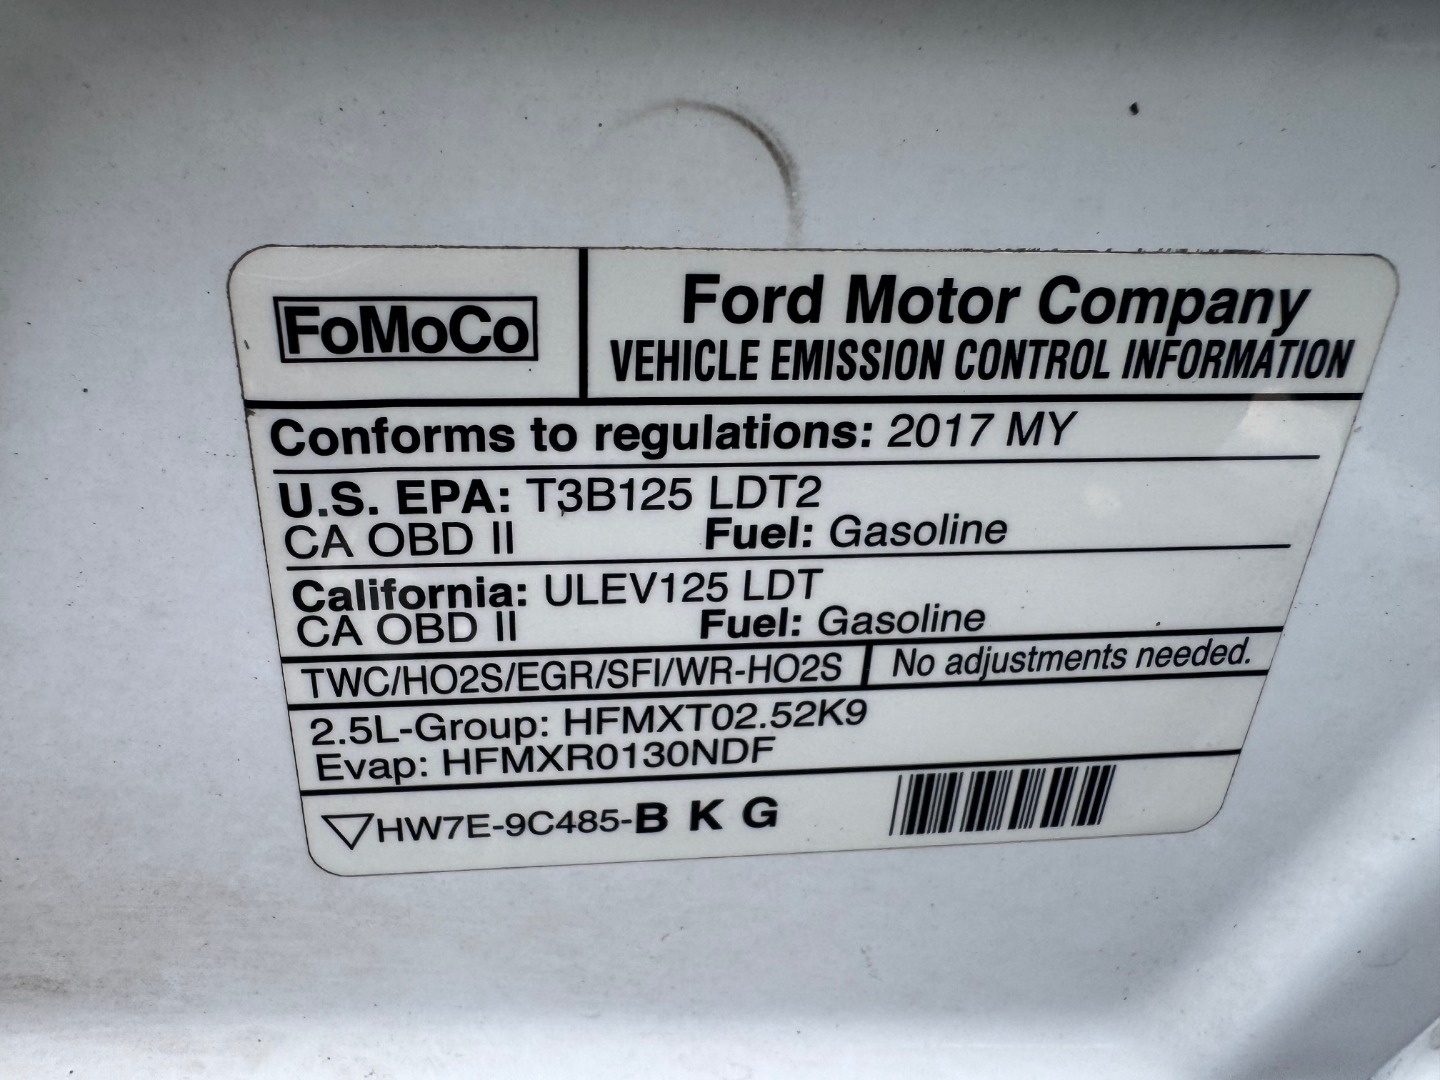 FoMoCo
Ford Motor Company
VEHICLE EMISSION CONTROL INFORMATION
Conforms to regulations: 2017 MY
U.S. EPA: T3B125 LDT2
CA OBD II Fuel: Gasoline
California: ULEV125 LDT
CA OBD II Fuel: Gasoline
TWC/HO2S/EGR/SFI/WR-HO2S No adjustments needed.
2.5L-Group: HFMXT02.52K9
Evap: HFMXR0130NDF
HW7E-9C485-B K G